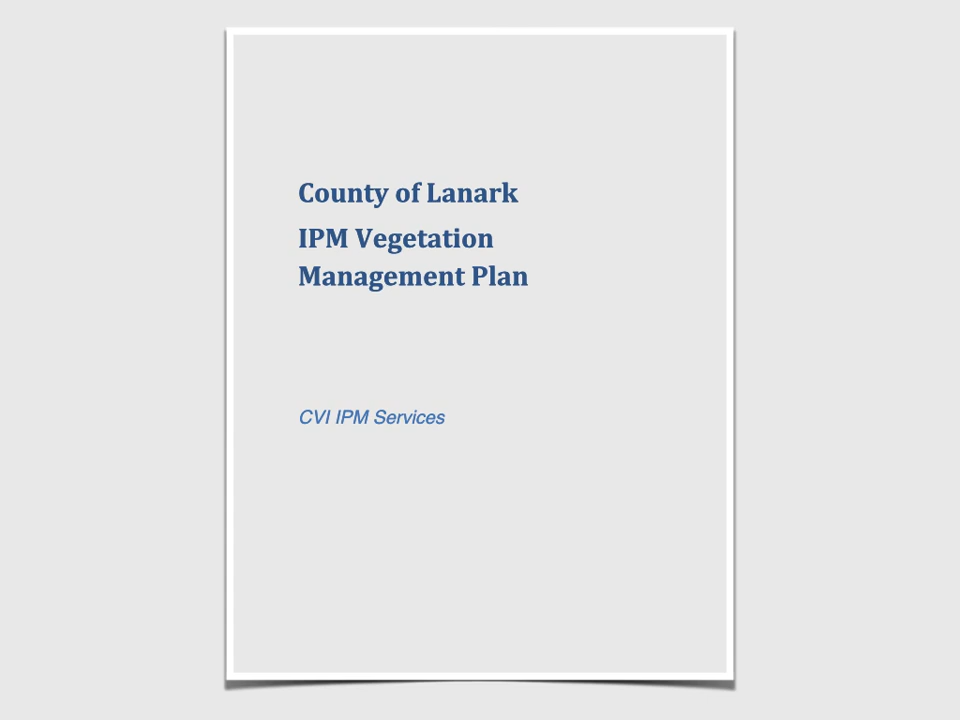 County of Lanark
IPM Vegetation
Management Plan
CVI IPM Services